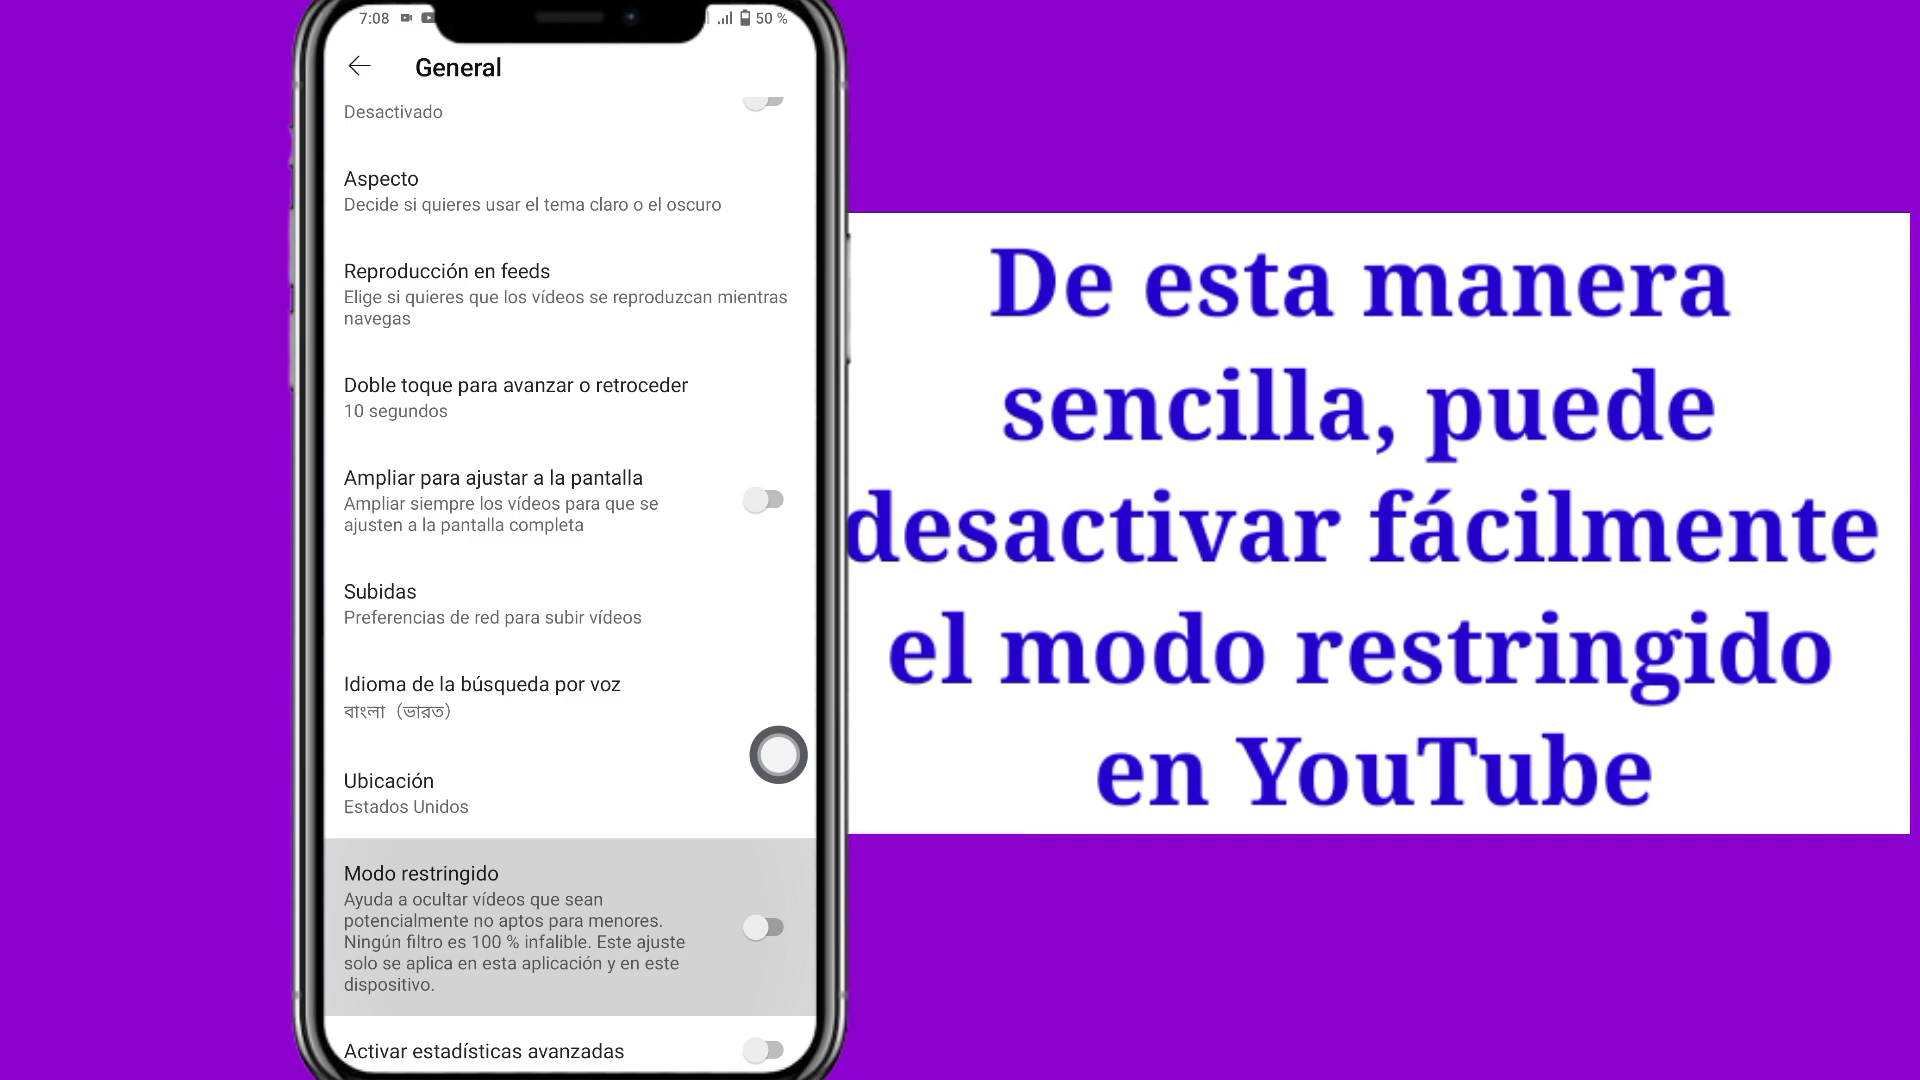 7:08
50 %
General
Desactivado
Aspecto
Decide si quieres usar el tema claro o el oscuro
Reproducción en feeds
Elige si quieres que los vídeos se reproduzcan mientras
navegas
Doble toque para avanzar o retroceder
10 segundos
Ampliar para ajustar a la pantalla
Ampliar siempre los vídeos para que se
ajusten a la pantalla completa
Subidas
Preferencias de red para subir vídeos
Idioma de la búsqueda por voz
বাংলা (ভারত)
Ubicación
Estados Unidos
Modo restringido
Ayuda a ocultar vídeos que sean
potencialmente no aptos para menores.
Ningún filtro es 100 % infalible. Este ajuste
solo se aplica en esta aplicación y en este
dispositivo.
Activar estadísticas avanzadas
De esta manera
sencilla, puede
desactivar fácilmente
el modo restringido
en YouTube